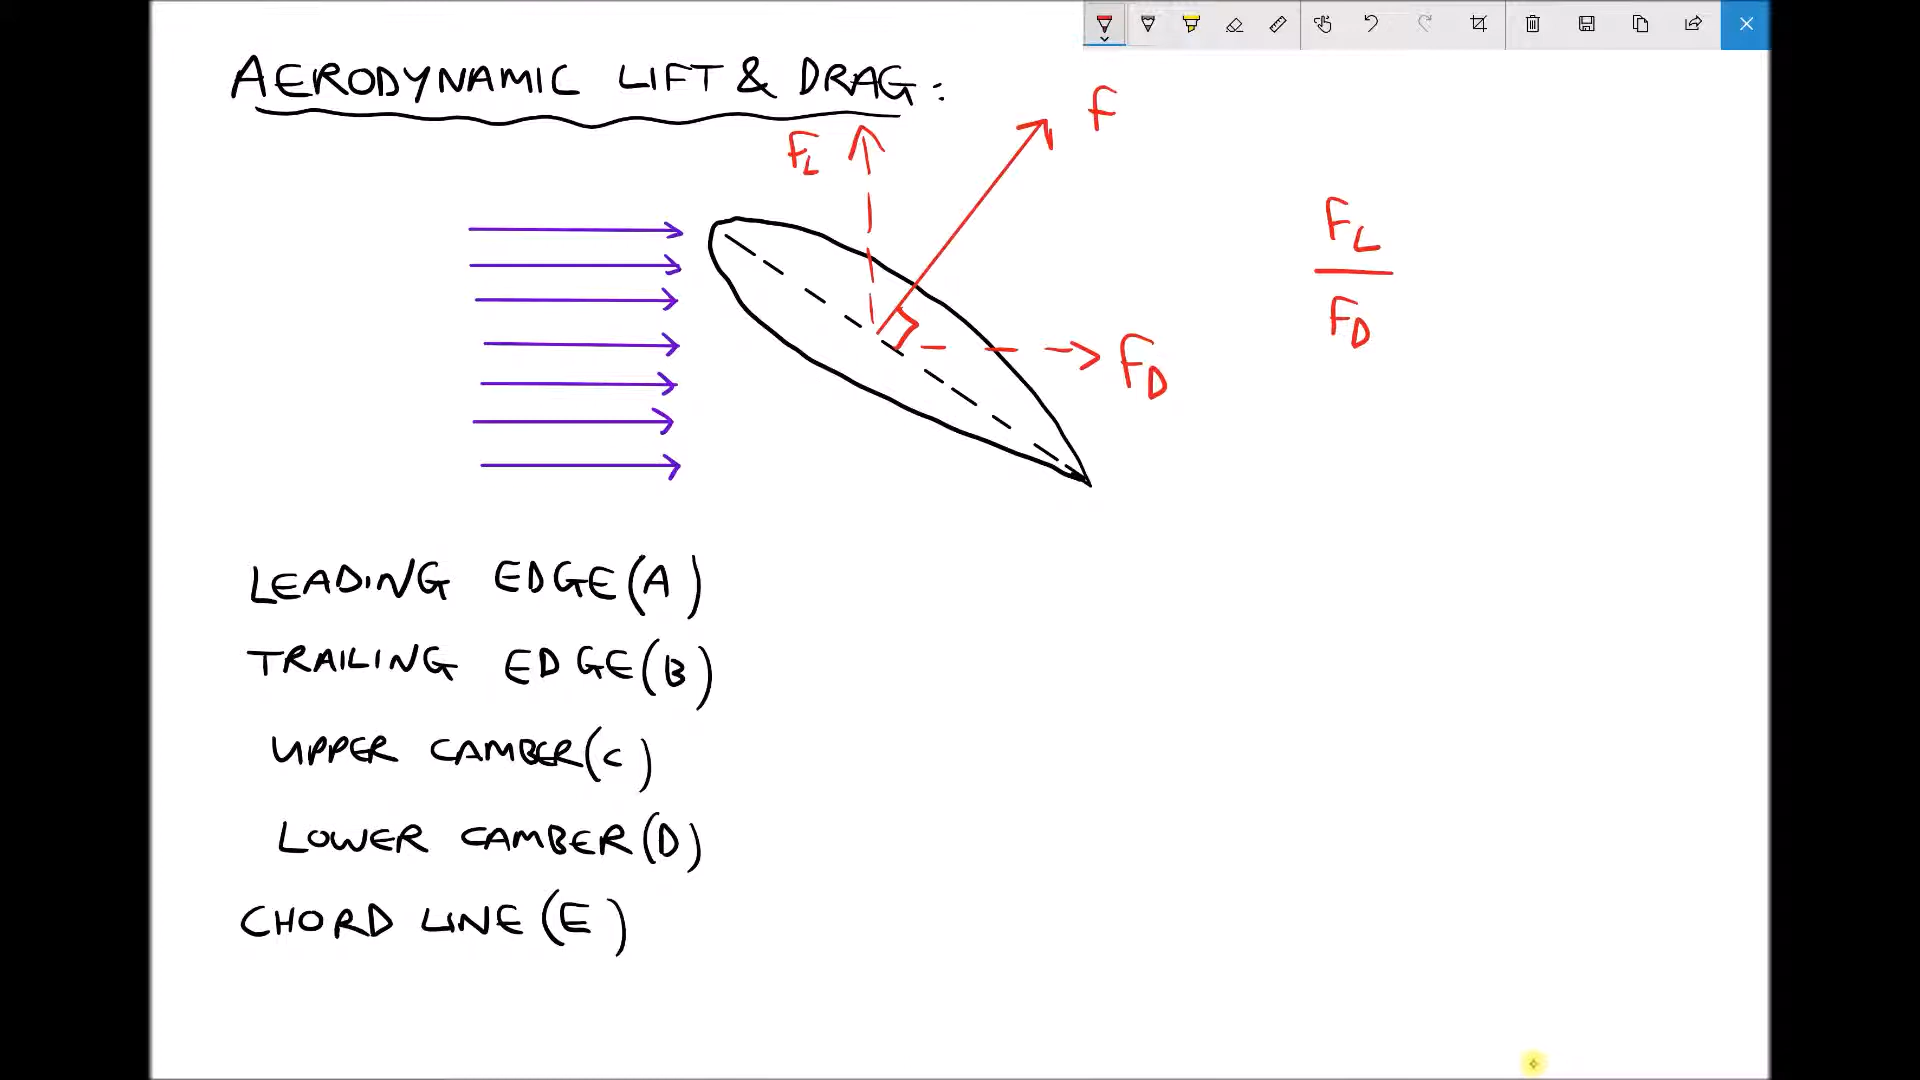 AERODYNAMIC LIFT & DRAG:
F
FL
FL
FD
FD
LEADING EDGE (A)
TRAILING EDGE (B)
UPPER CAMBER (C)
LOWER CAMBER (D)
CHORD LINE (E)